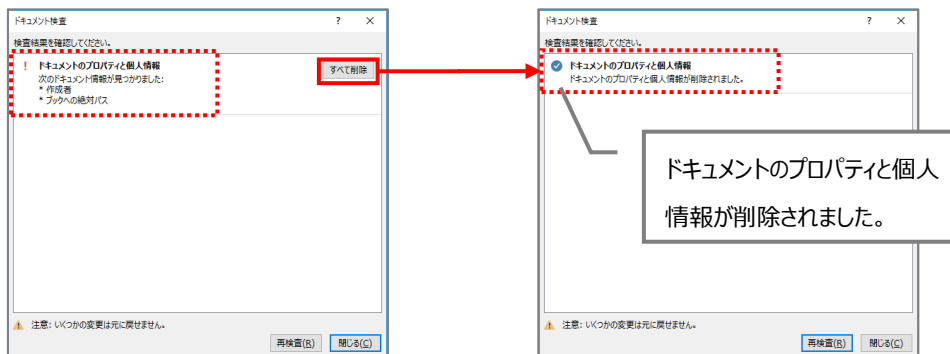 ドキュメント検査 ? ×
検査結果を確認してください。
! ドキュメントのプロパティと個人情報
すべて削除
次のドキュメント情報が見つかりました:
* 作成者
* ブックへの絶対パス
注意: いくつかの変更は元に戻せません。
再検査(R) 閉じる(C)
ドキュメント検査 ? ×
検査結果を確認してください。
ドキュメントのプロパティと個人情報
ドキュメントのプロパティと個人情報が削除されました。
ドキュメントのプロパティと個人
情報が削除されました。
注意: いくつかの変更は元に戻せません。
再検査(R) 閉じる(C)